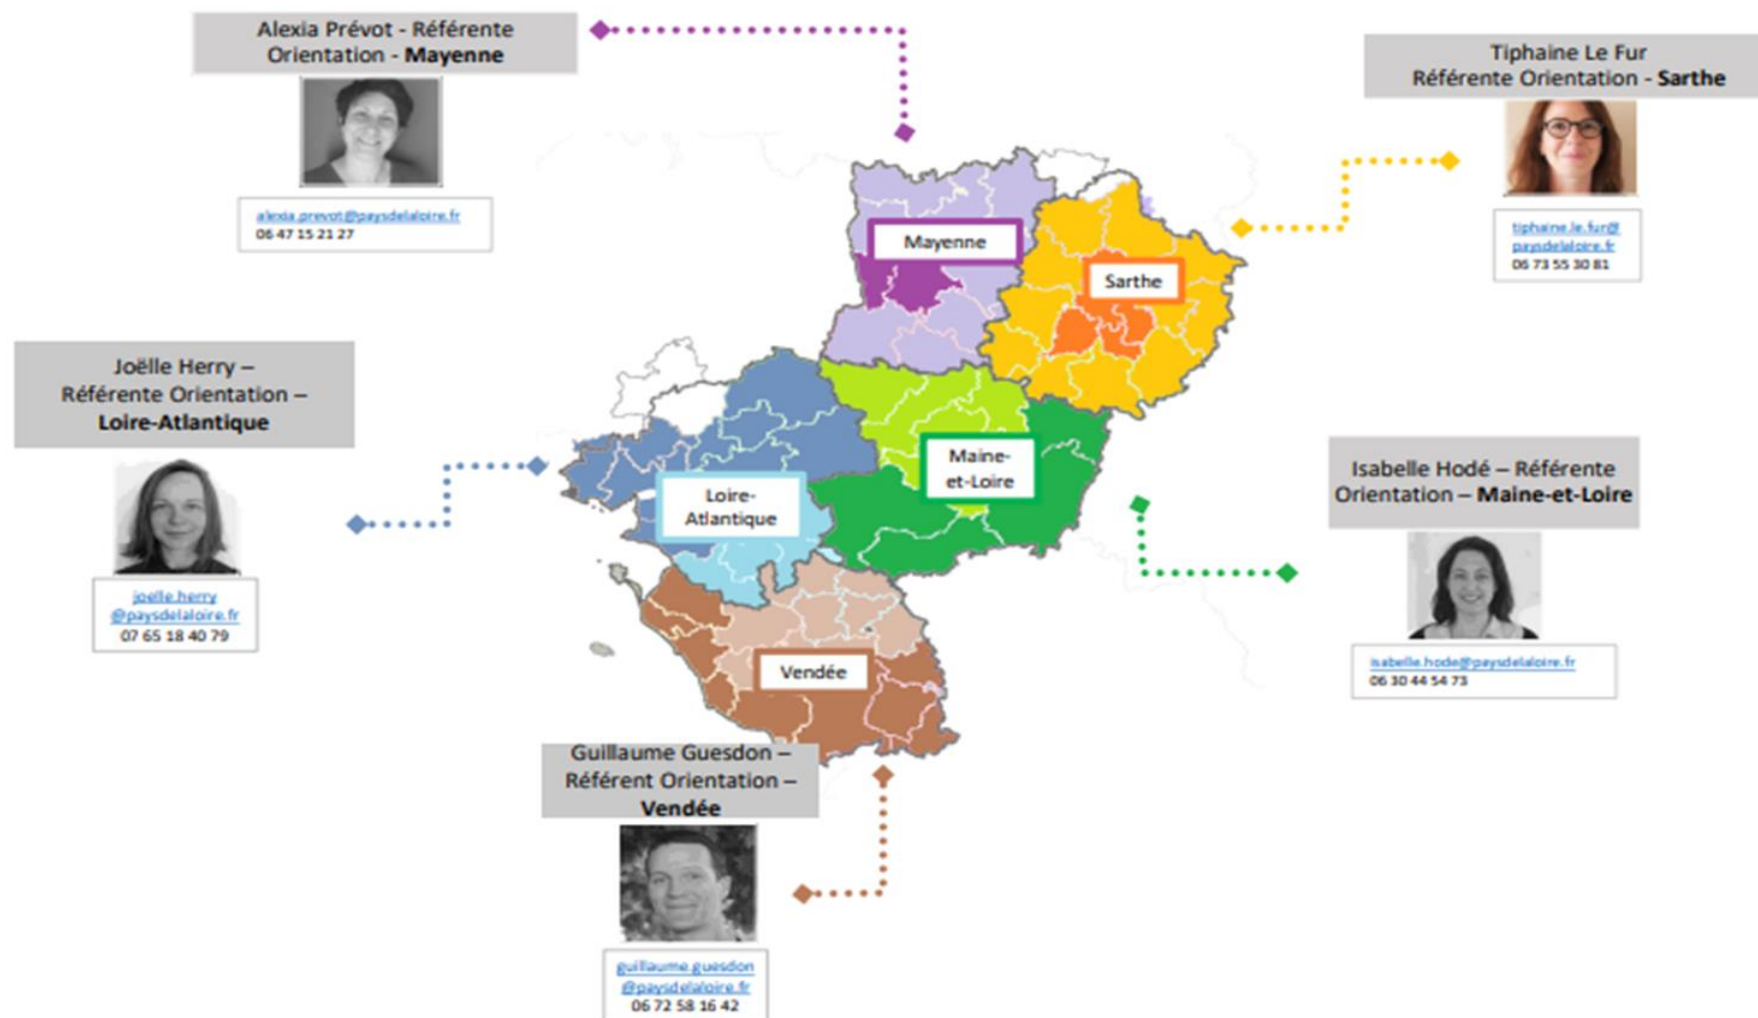 Alexia Prévot - Référente
Orientation - Mayenne
alexia.prevot@paysdelaloire.fr
06 47 15 21 27
Tiphaine Le Fur
Référente Orientation - Sarthe
tiphaine.le.fur@
paysdelaloire.fr
06 73 55 30 81
Mayenne
Sarthe
Joëlle Herry –
Référente Orientation –
Loire-Atlantique
joelle.herry
@paysdelaloire.fr
07 65 18 40 79
Loire-
Atlantique
Maine-
et-Loire
Isabelle Hodé – Référente
Orientation – Maine-et-Loire
isabelle.hode@paysdelaloire.fr
06 30 44 54 73
Vendée
Guillaume Guesdon –
Référent Orientation –
Vendée
guillaume.guesdon
@paysdelaloire.fr
06 72 58 16 42